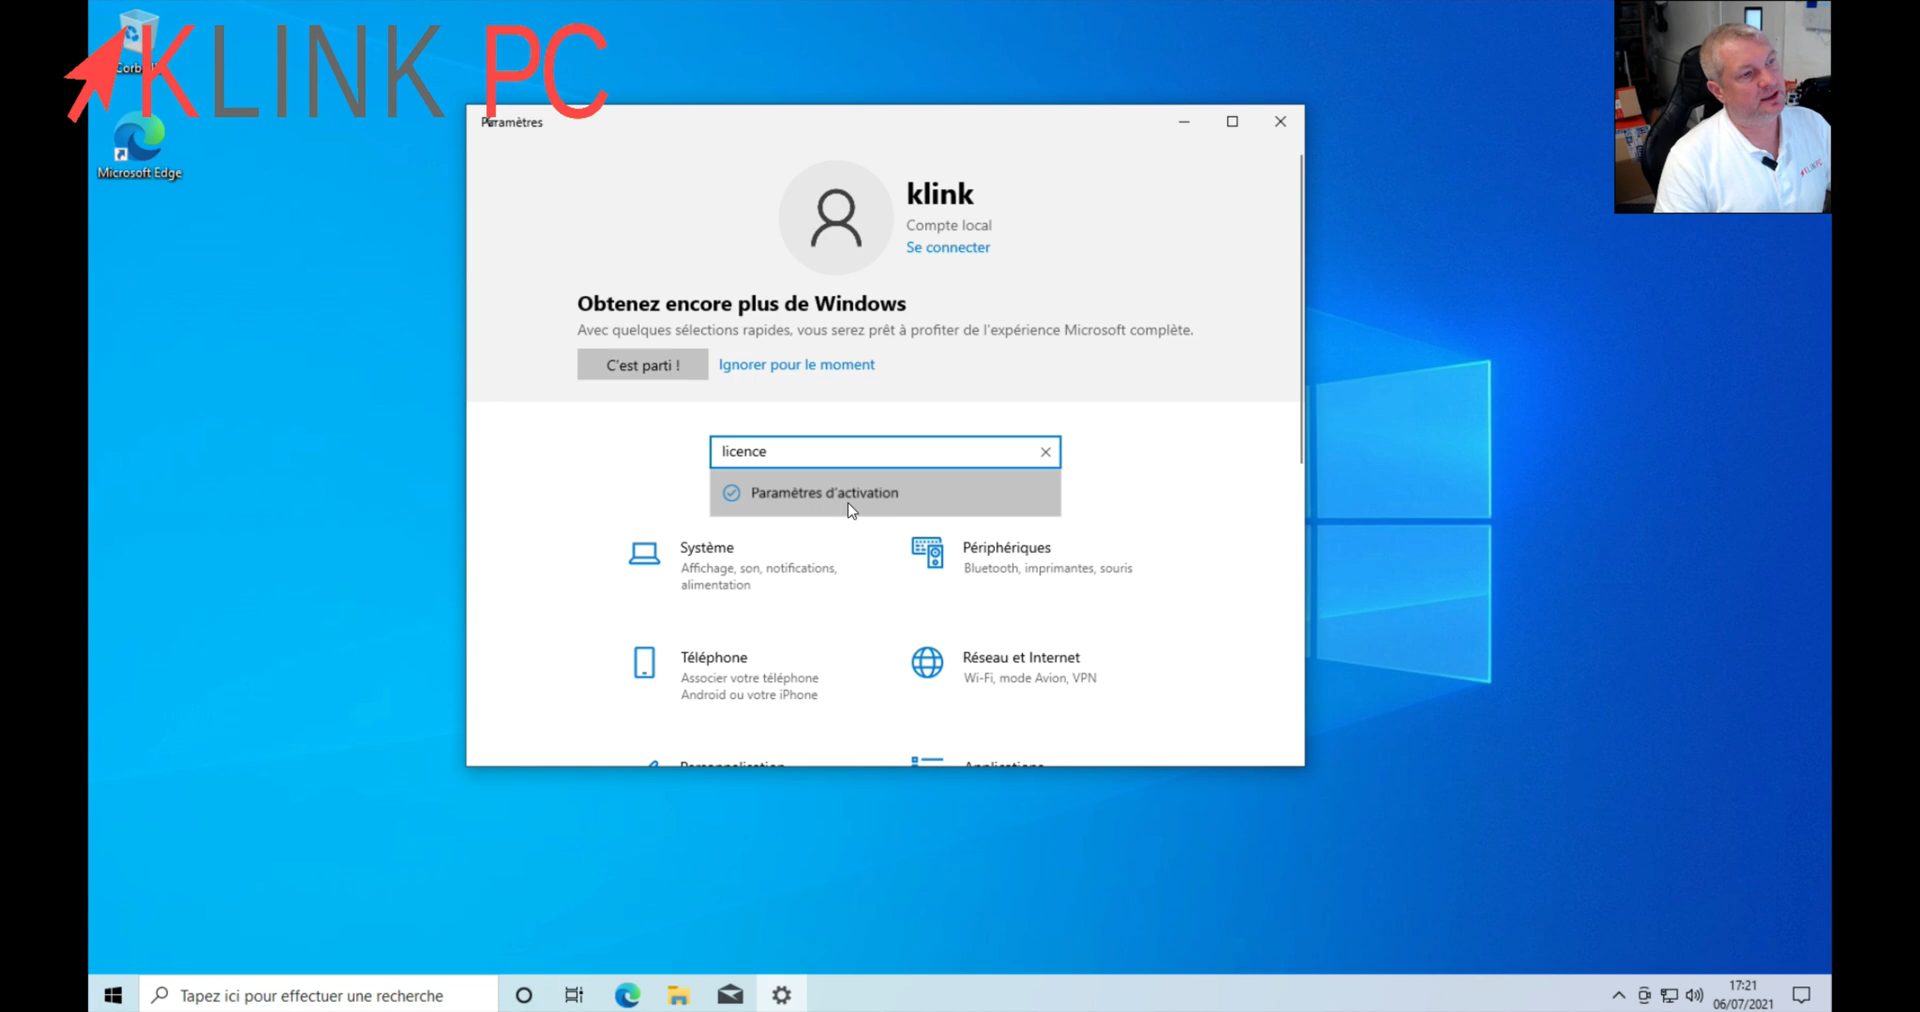 KLINK PC
Microsoft Edge
Paramètres
klink
Compte local
Se connecter
Obtenez encore plus de Windows
Avec quelques sélections rapides, vous serez prêt à profiter de l'expérience Microsoft complète.
C'est parti !
Ignorer pour le moment
licence
Paramètres d'activation
Système
Affichage, son, notifications,
alimentation
Périphériques
Bluetooth, imprimantes, souris
Téléphone
Associer votre téléphone
Android ou votre iPhone
Réseau et Internet
Wi-Fi, mode Avion, VPN
Personnalisation
Applications
Tapez ici pour effectuer une recherche
17:21
06/07/2021